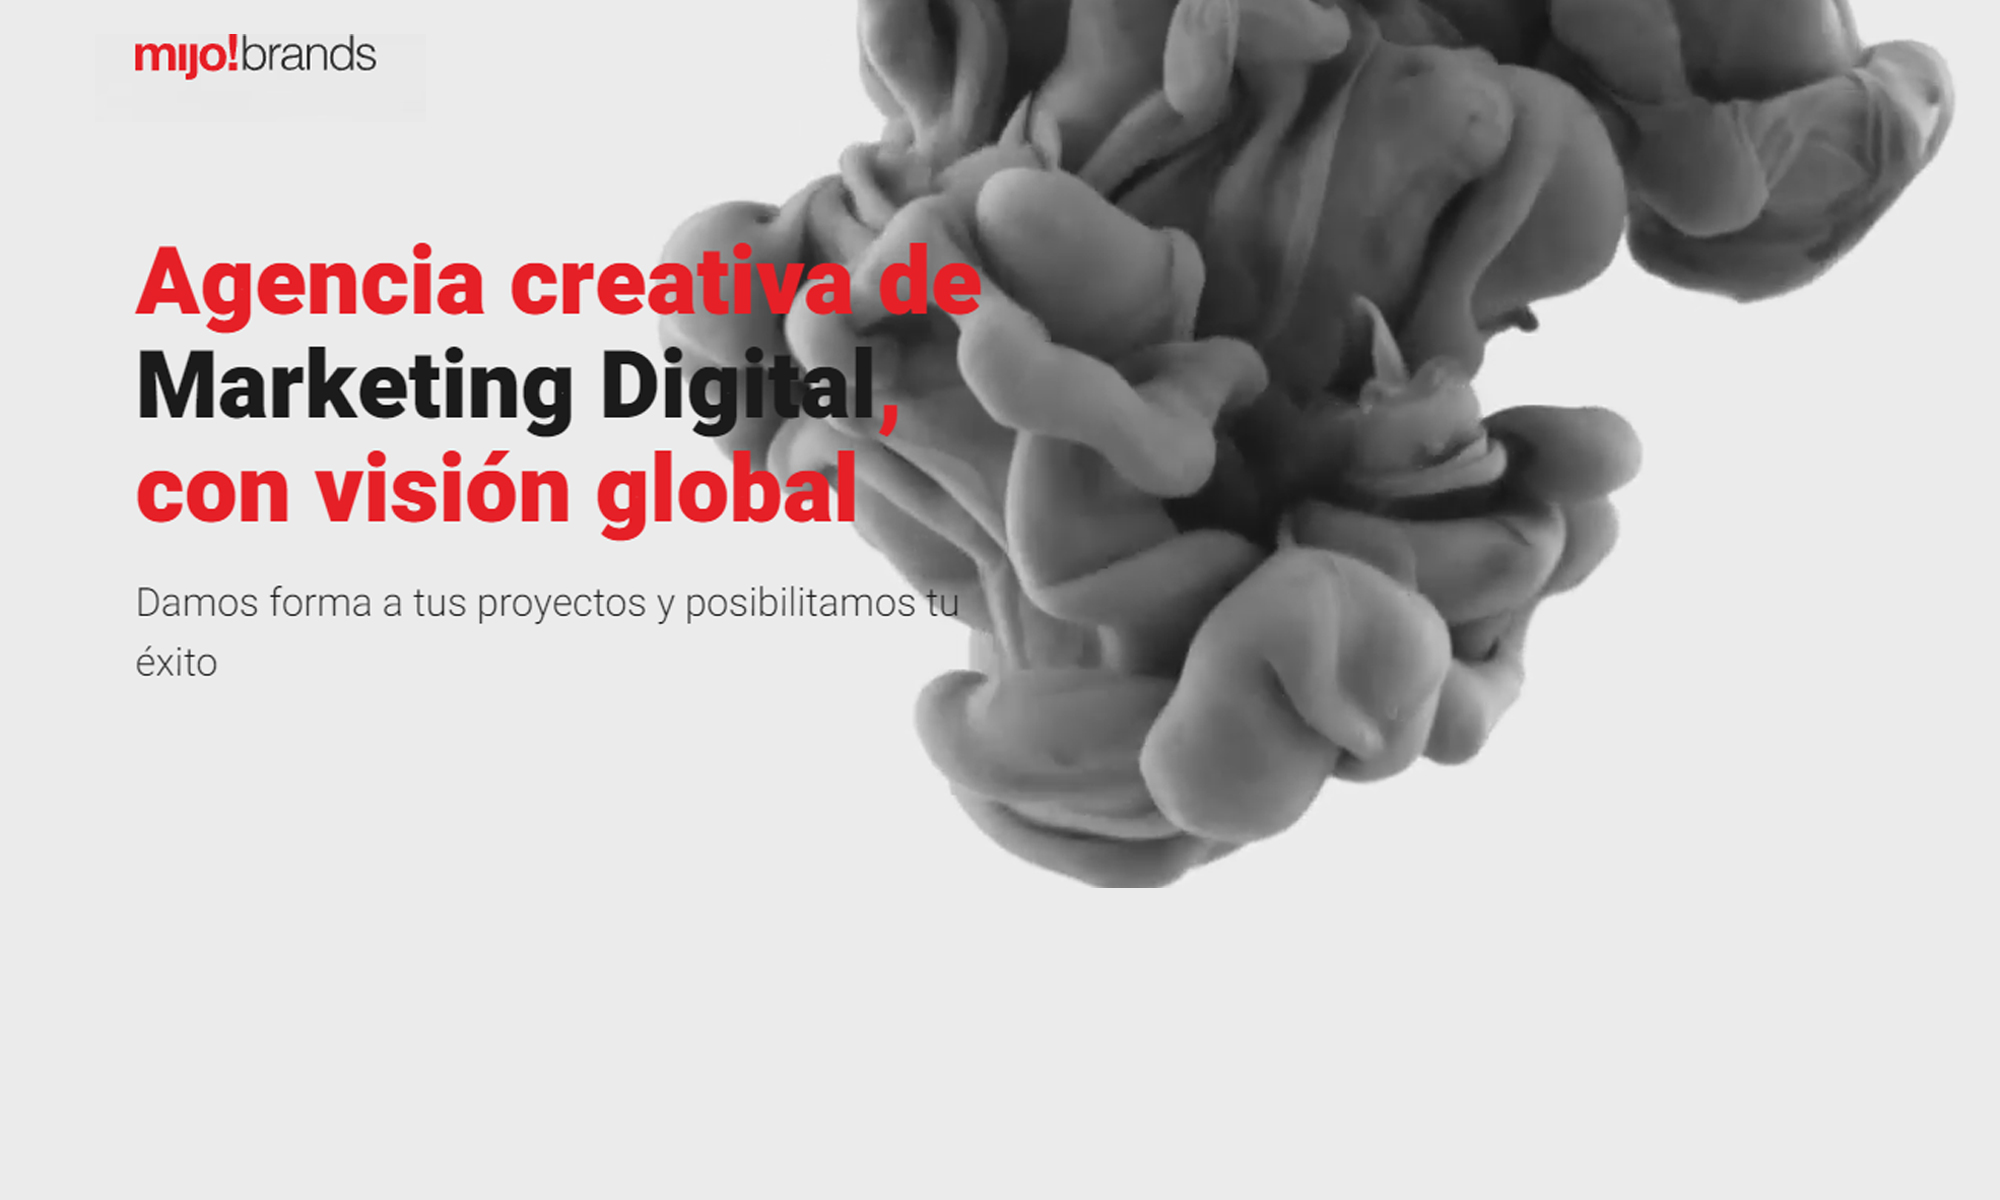 mijo!brands
Agencia creativa de
Marketing Digital,
con visión global
Damos forma a tus proyectos y posibilitamos tu
éxito